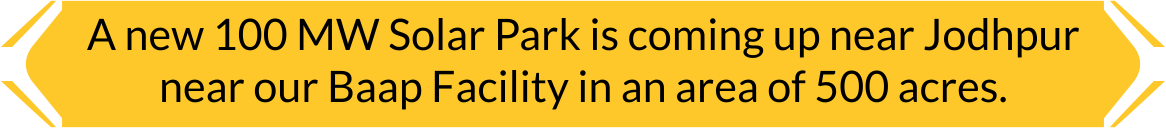 A new 100 MW Solar Park is coming up near Jodhpur
near our Baap Facility in an area of 500 acres.